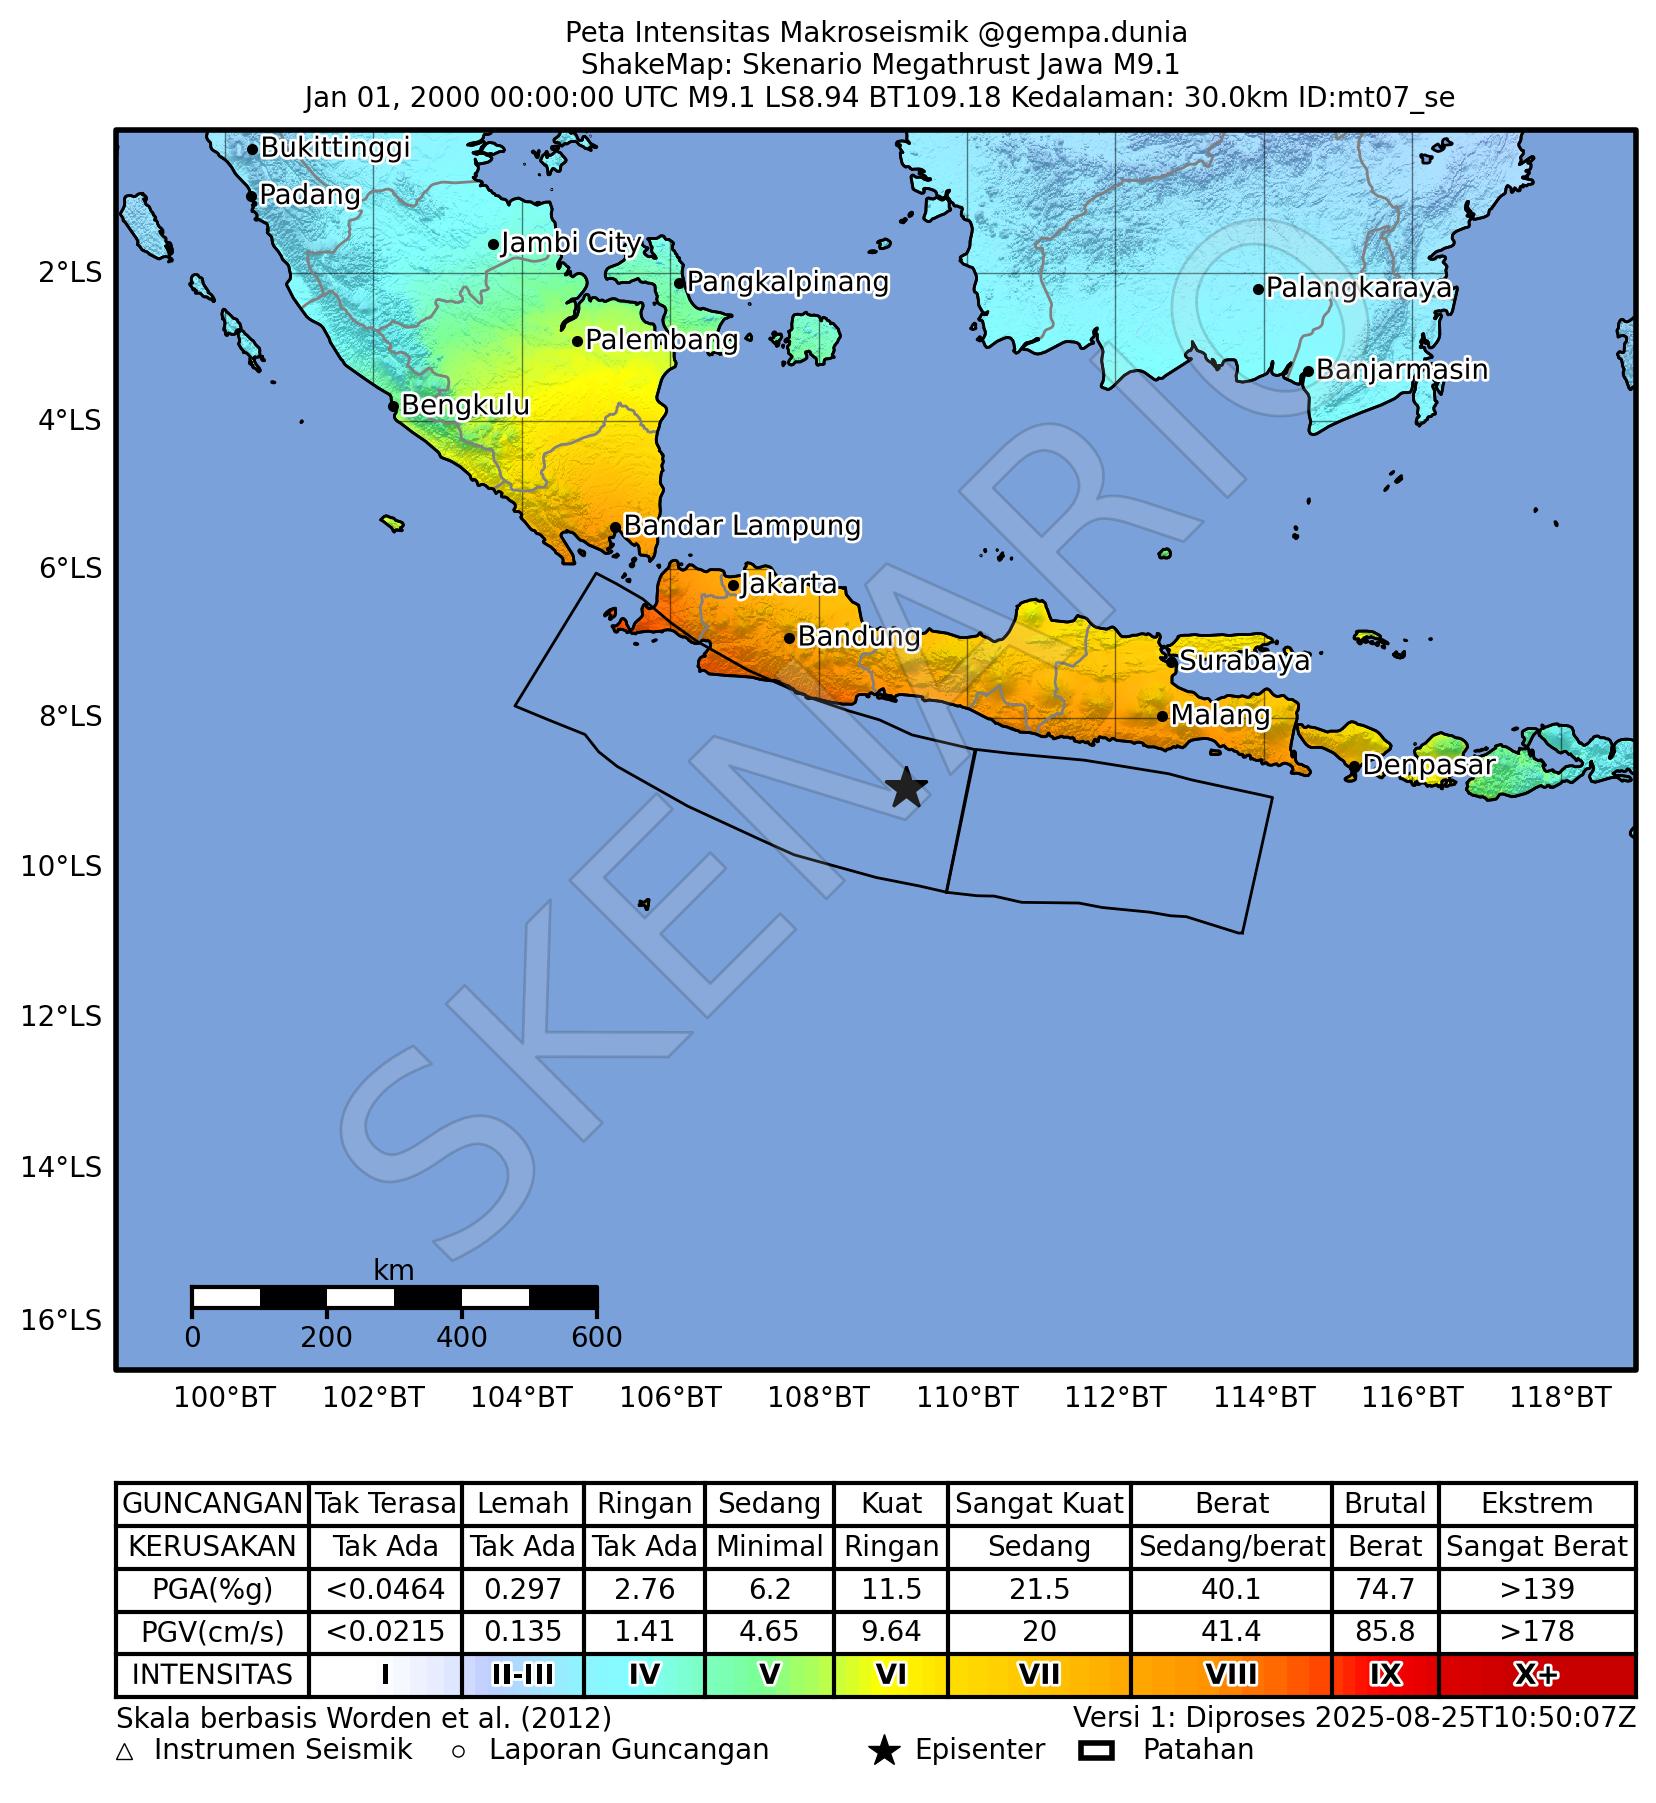 Peta Intensitas Makroseismik @gempa.dunia
ShakeMap: Skenario Megathrust Jawa M9.1
Jan 01, 2000 00:00:00 UTC M9.1 LS8.94 BT109.18 Kedalaman: 30.0km ID:mt07_se
Bukittinggi
Padang
Jambi City
2°LS
Pangkalpinang
Palangkaraya
Palembang
Banjarmasin
Bengkulu
4°LS
Bandar Lampung
6°LS
Jakarta
Bandung
Surabaya
8°LS
Malang
Denpasar
10°LS
SKENARIO
12°LS
14°LS
km
16°LS
0 200 400 600
100°BT 102°BT 104°BT 106°BT 108°BT 110°BT 112°BT 114°BT 116°BT 118°BT
GUNCANGAN Tak Terasa Lemah Ringan Sedang Kuat Sangat Kuat Berat Brutal Ekstrem
KERUSAKAN Tak Ada Tak Ada Tak Ada Minimal Ringan Sedang Sedang/berat Berat Sangat Berat
PGA(%g) <0.0464 0.297 2.76 6.2 11.5 21.5 40.1 74.7 >139
PGV(cm/s) <0.0215 0.135 1.41 4.65 9.64 20 41.4 85.8 >178
INTENSITAS I II-III IV V VI VII VIII IX X+
Skala berbasis Worden et al. (2012) Versi 1: Diproses 2025-08-25T10:50:07Z
Instrumen Seismik Laporan Guncangan Episenter Patahan